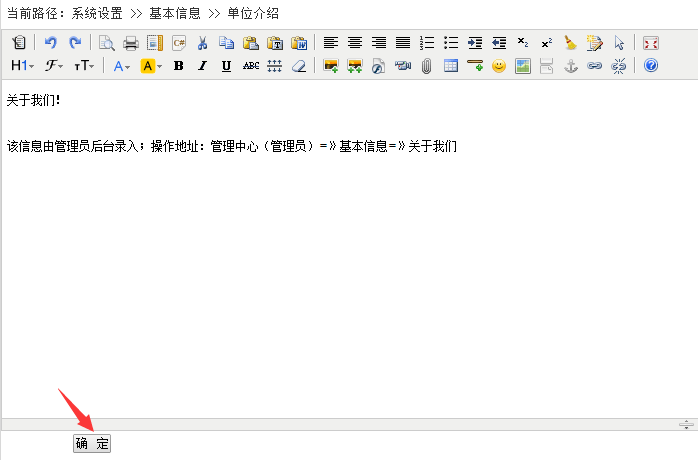 当前路径：系统设置 >> 基本信息 >> 单位介绍
H1 ℱ тT A A B I U ABC
关于我们！
该信息由管理员后台录入；操作地址：管理中心（管理员）=》基本信息=》关于我们
确 定